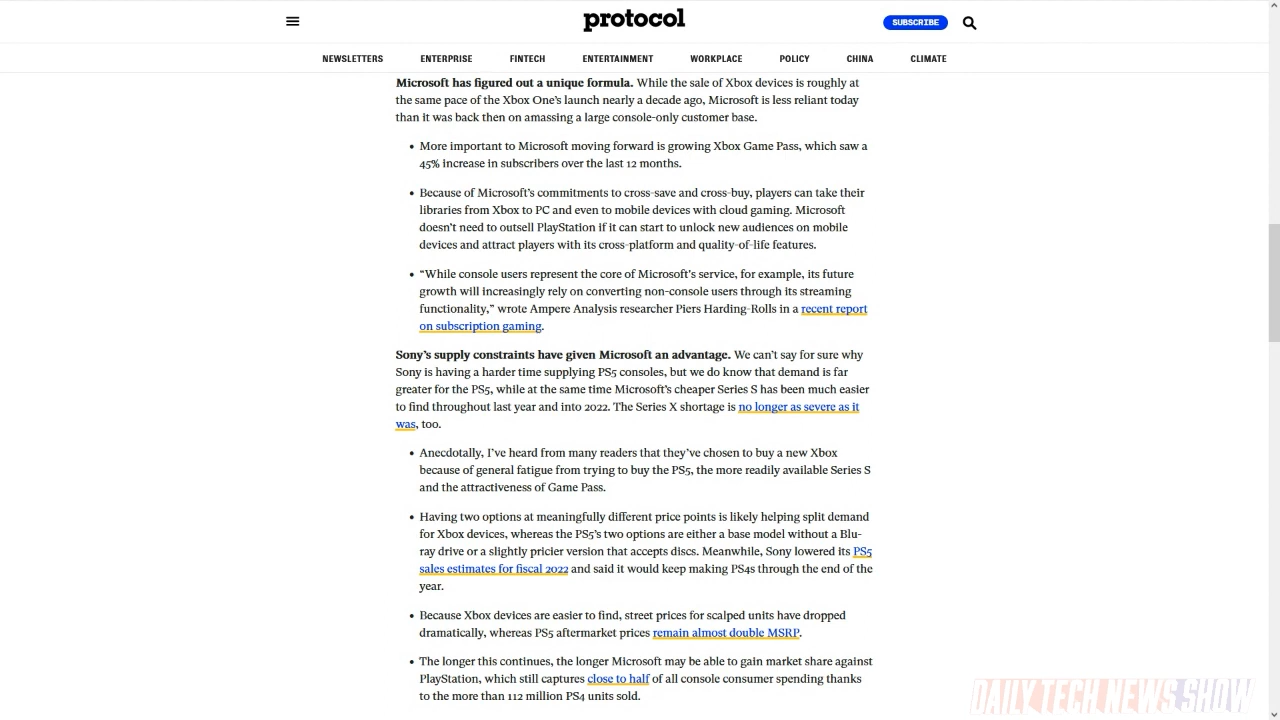 protocol
SUBSCRIBE
NEWSLETTERS ENTERPRISE FINTECH ENTERTAINMENT WORKPLACE POLICY CHINA CLIMATE
Microsoft has figured out a unique formula. While the sale of Xbox devices is roughly at
the same pace of the Xbox One’s launch nearly a decade ago, Microsoft is less reliant today
than it was back then on amassing a large console-only customer base.
• More important to Microsoft moving forward is growing Xbox Game Pass, which saw a
45% increase in subscribers over the last 12 months.
• Because of Microsoft’s commitments to cross-save and cross-buy, players can take their
libraries from Xbox to PC and even to mobile devices with cloud gaming. Microsoft
doesn’t need to outsell PlayStation if it can start to unlock new audiences on mobile
devices and attract players with its cross-platform and quality-of-life features.
• “While console users represent the core of Microsoft’s service, for example, its future
growth will increasingly rely on converting non-console users through its streaming
functionality,” wrote Ampere Analysis researcher Piers Harding-Rolls in a recent report
on subscription gaming.
Sony’s supply constraints have given Microsoft an advantage. We can’t say for sure why
Sony is having a harder time supplying PS5 consoles, but we do know that demand is far
greater for the PS5, while at the same time Microsoft’s cheaper Series S has been much easier
to find throughout last year and into 2022. The Series X shortage is no longer as severe as it
was, too.
• Anecdotally, I’ve heard from many readers that they’ve chosen to buy a new Xbox
because of general fatigue from trying to buy the PS5, the more readily available Series S
and the attractiveness of Game Pass.
• Having two options at meaningfully different price points is likely helping split demand
for Xbox devices, whereas the PS5’s two options are either a base model without a Blu-
ray drive or a slightly pricier version that accepts discs. Meanwhile, Sony lowered its PS5
sales estimates for fiscal 2022 and said it would keep making PS4s through the end of the
year.
• Because Xbox devices are easier to find, street prices for scalped units have dropped
dramatically, whereas PS5 aftermarket prices remain almost double MSRP.
• The longer this continues, the longer Microsoft may be able to gain market share against
PlayStation, which still captures close to half of all console consumer spending thanks
to the more than 112 million PS4 units sold.
DAILY TECH NEWS SHOW